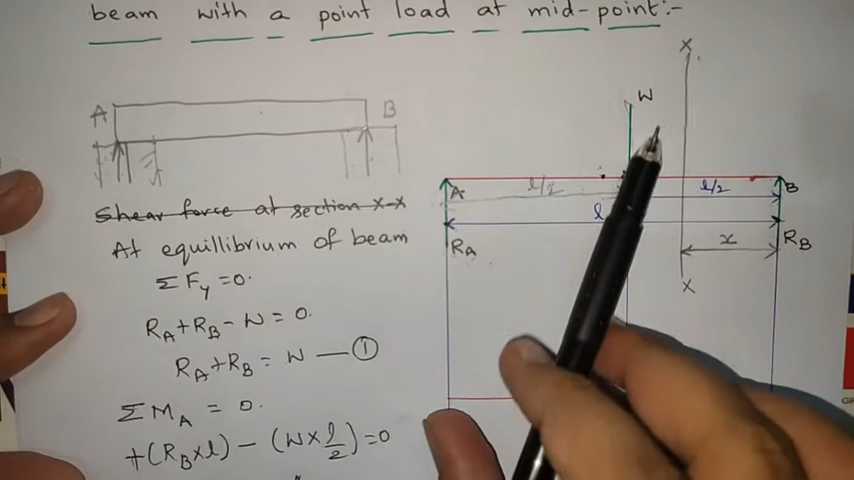 beam with a point load at mid-point:-
A B
Shear force at section X-X
At equillibrium of beam
ΣFy = 0.
RA + RB - W = 0.
RA + RB = W — ①
ΣMA = 0.
+(RB × l) - (W × l/2) = 0
X
W
A l/2 l/2 B
l
RA x RB
X